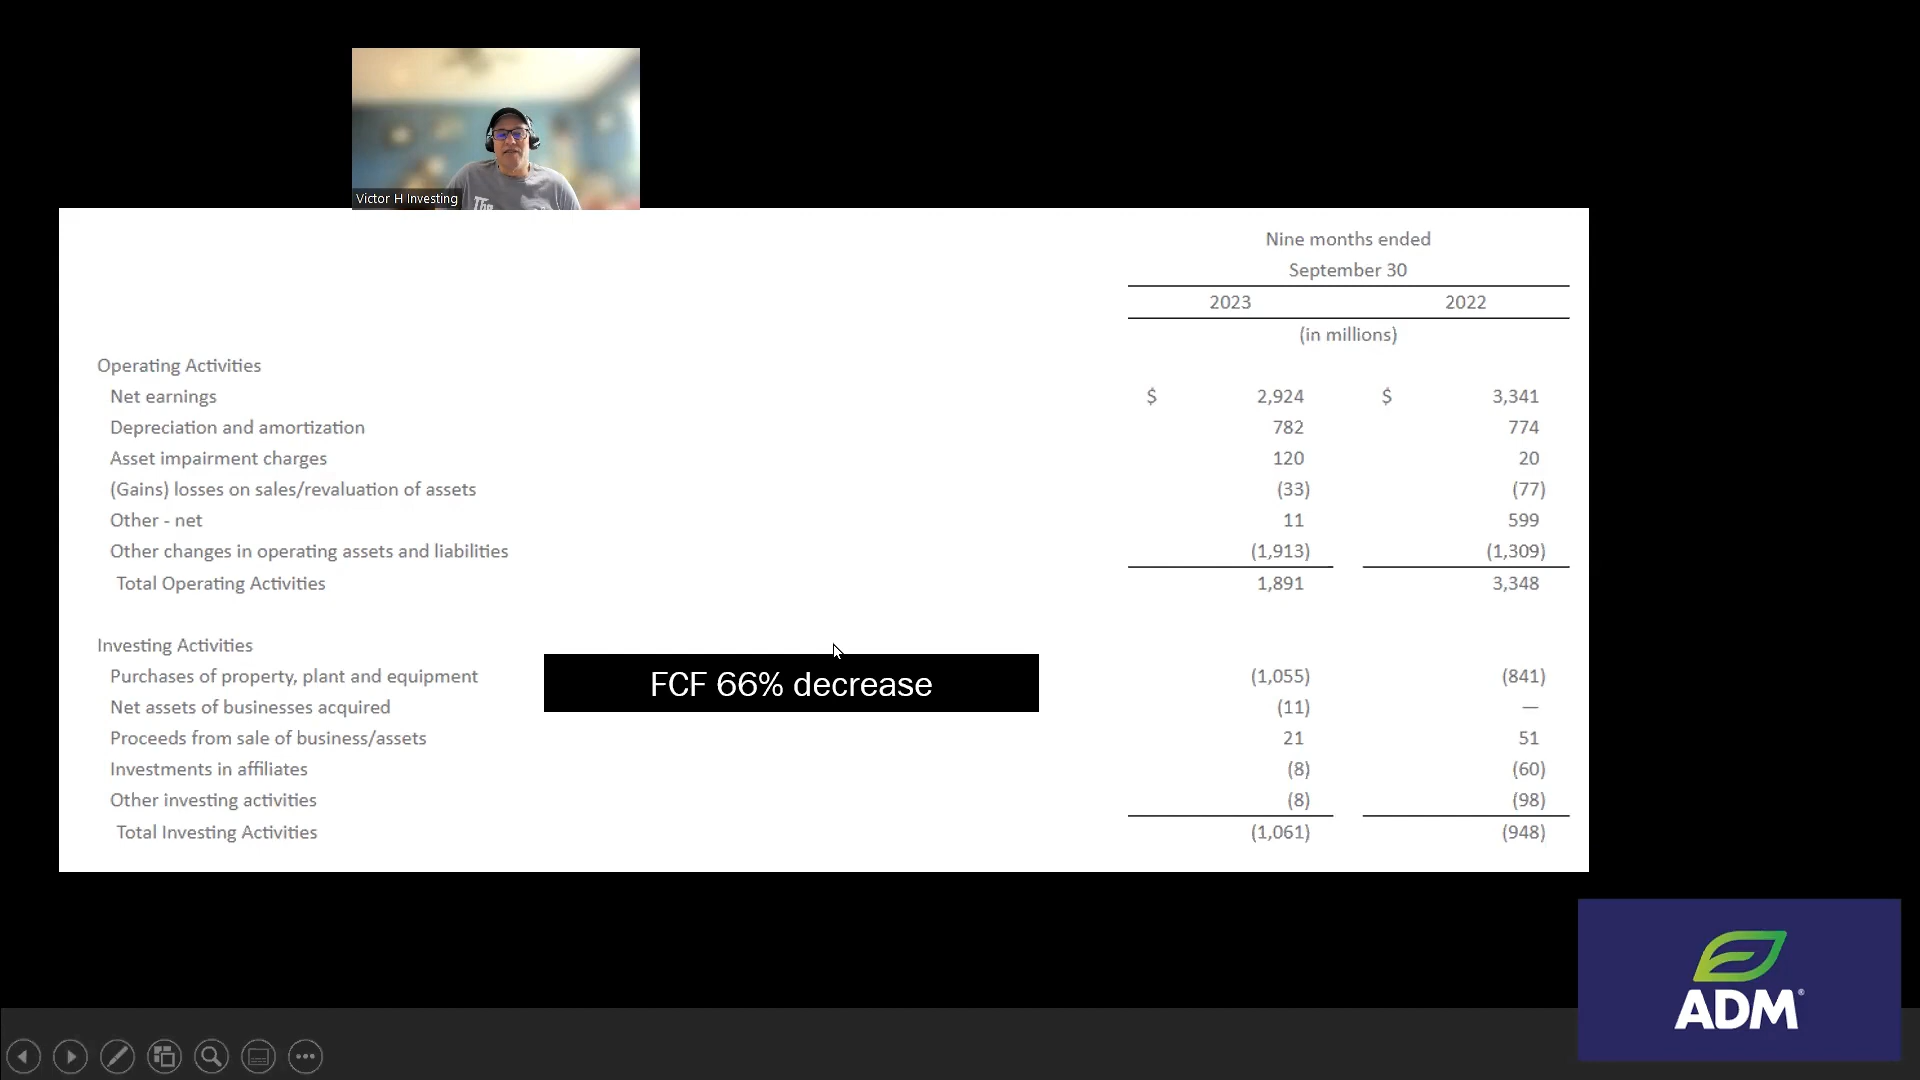 Victor H Investing
The
Nine months ended
September 30
2023 2022
(in millions)
Operating Activities
Net earnings $ 2,924 $ 3,341
Depreciation and amortization 782 774
Asset impairment charges 120 20
(Gains) losses on sales/revaluation of assets (33) (77)
Other - net 11 599
Other changes in operating assets and liabilities (1,913) (1,309)
Total Operating Activities 1,891 3,348
Investing Activities
Purchases of property, plant and equipment (1,055) (841)
FCF 66% decrease
Net assets of businesses acquired (11) —
Proceeds from sale of business/assets 21 51
Investments in affiliates (8) (60)
Other investing activities (8) (98)
Total Investing Activities (1,061) (948)
ADM®